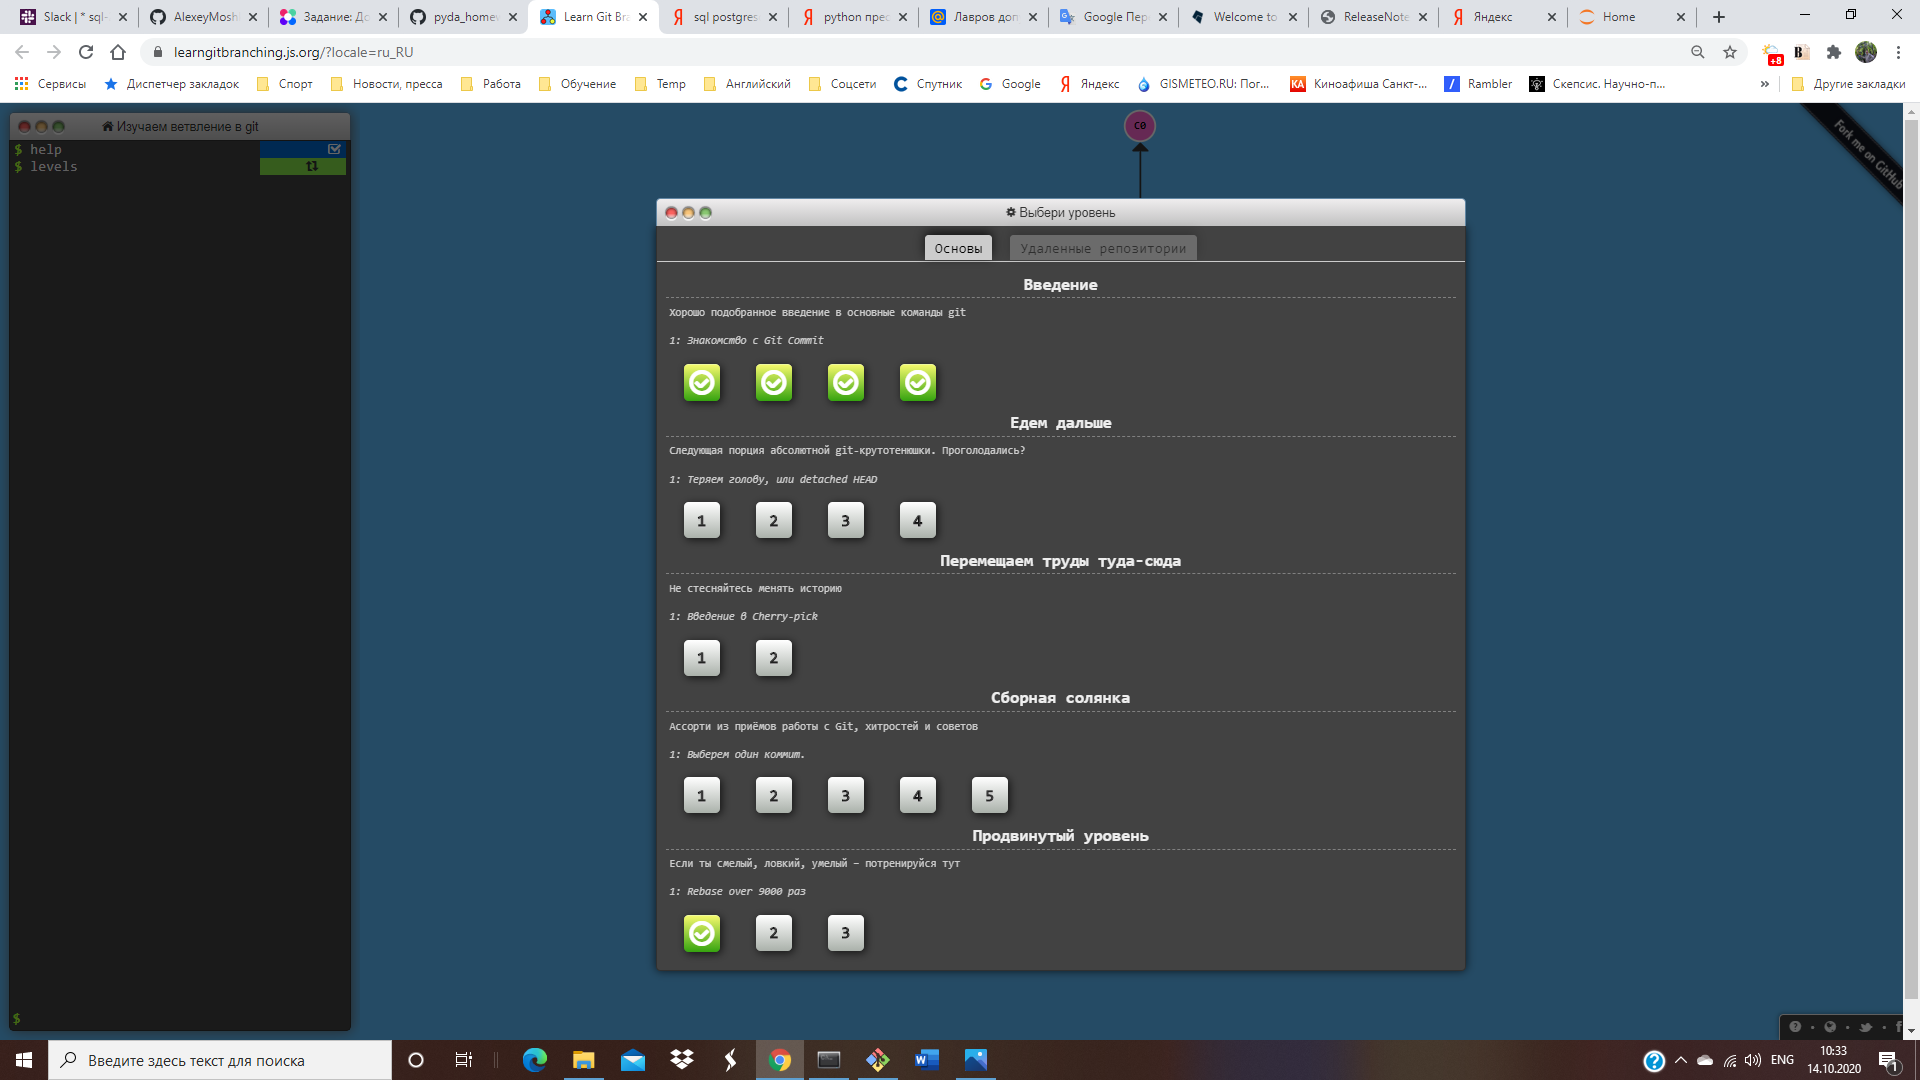 Slack | * sql-
AlexeyMosh
Задание: До
pyda_homew
Learn Git Bra
sql postgres
python прес
Лавров доп
Google Пере
Welcome to
ReleaseNote
Яндекс
Home
learngitbranching.js.org/?locale=ru_RU
+8
Сервисы
Диспетчер закладок
Спорт
Новости, пресса
Работа
Обучение
Temp
Английский
Соцсети
Спутник
Google
Яндекс
GISMETEO.RU: Пог...
Киноафиша Санкт-...
Rambler
Скепсис. Научно-п...
»
Другие закладки
Изучаем ветвление в git
$ help
$ levels
$
C0
Fork me on GitHub
Выбери уровень
Основы
Удаленные репозитории
Введение
Хорошо подобранное введение в основные команды git
1: Знакомство с Git Commit
Едем дальше
Следующая порция абсолютной git-крутотенюшки. Проголодались?
1: Теряем голову, или detached HEAD
1 2 3 4
Перемещаем труды туда-сюда
Не стесняйтесь менять историю
1: Введение в Cherry-pick
1 2
Сборная солянка
Ассорти из приёмов работы с Git, хитростей и советов
1: Выберем один коммит.
1 2 3 4 5
Продвинутый уровень
Если ты смелый, ловкий, умелый – потренируйся тут
1: Rebase over 9000 раз
2 3
Введите здесь текст для поиска
ENG
10:33
14.10.2020
1